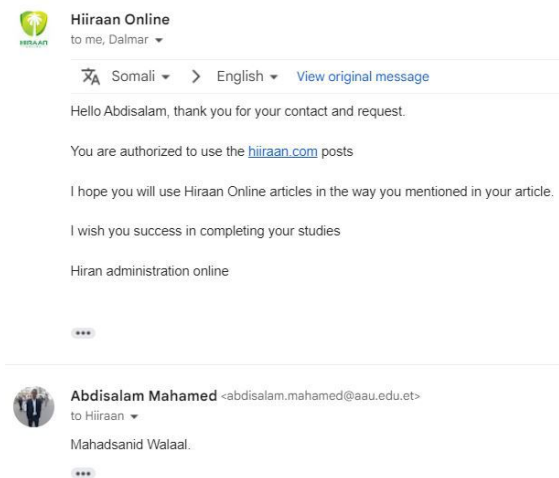 HIIRAAN
Hiiraan Online
to me, Dalmar
Somali > English View original message
Hello Abdisalam, thank you for your contact and request.
You are authorized to use the hiiraan.com posts
I hope you will use Hiraan Online articles in the way you mentioned in your article.
I wish you success in completing your studies
Hiran administration online
Abdisalam Mahamed <abdisalam.mahamed@aau.edu.et>
to Hiiraan
Mahadsanid Walaal.